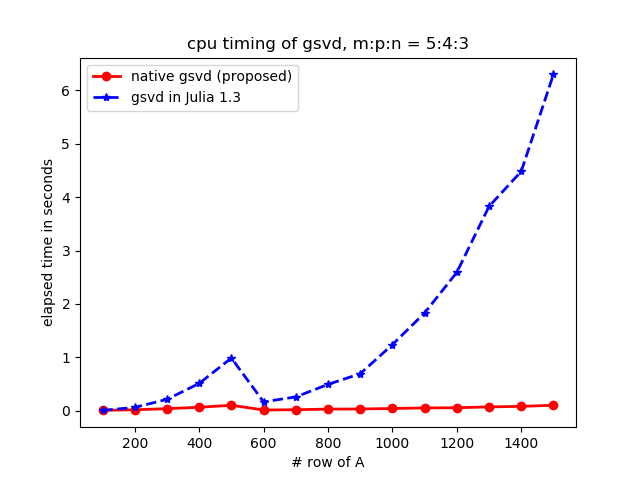 cpu timing of gsvd, m:p:n = 5:4:3
native gsvd (proposed)
gsvd in Julia 1.3
elapsed time in seconds
6
5
4
3
2
1
0
200 400 600 800 1000 1200 1400
# row of A